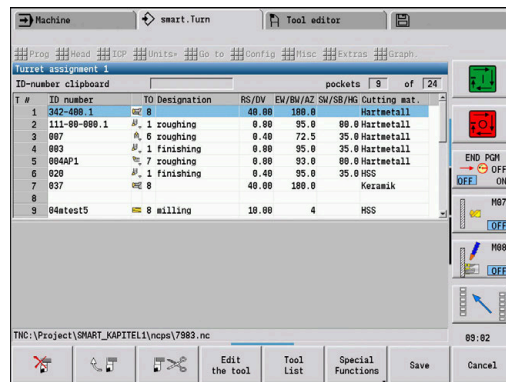 Machine smart.Turn Tool editor
Prog Head ICP Units Go to Config Misc Extras Graph.
Turret assignment 1
ID-number clipboard pockets 9 of 24
T # ID number TO Designation RS/DV EW/BW/AZ SW/SB/HG Cutting mat.
1 342-400.1 8 40.00 180.0 Hartmetall
2 111-80-080.1 1 roughing 0.80 95.0 80.0 Hartmetall
3 007 6 roughing 0.40 72.5 35.0 Hartmetall
4 003 1 finishing 0.80 95.0 80.0 Hartmetall
5 004AP1 7 roughing 0.80 93.0 80.0 Hartmetall
6 020 1 finishing 0.40 95.0 35.0 HSS
7 037 8 40.00 180.0 Keramik
8
9 04mtest5 8 milling 10.00 4 HSS
TNC:\Project\SMART_KAPITEL1\ncps\7983.nc
Edit the tool
Tool List
Special Functions
Save
Cancel
END PGM
OFF
OFF ON
M07
OFF
M08
OFF
09:02